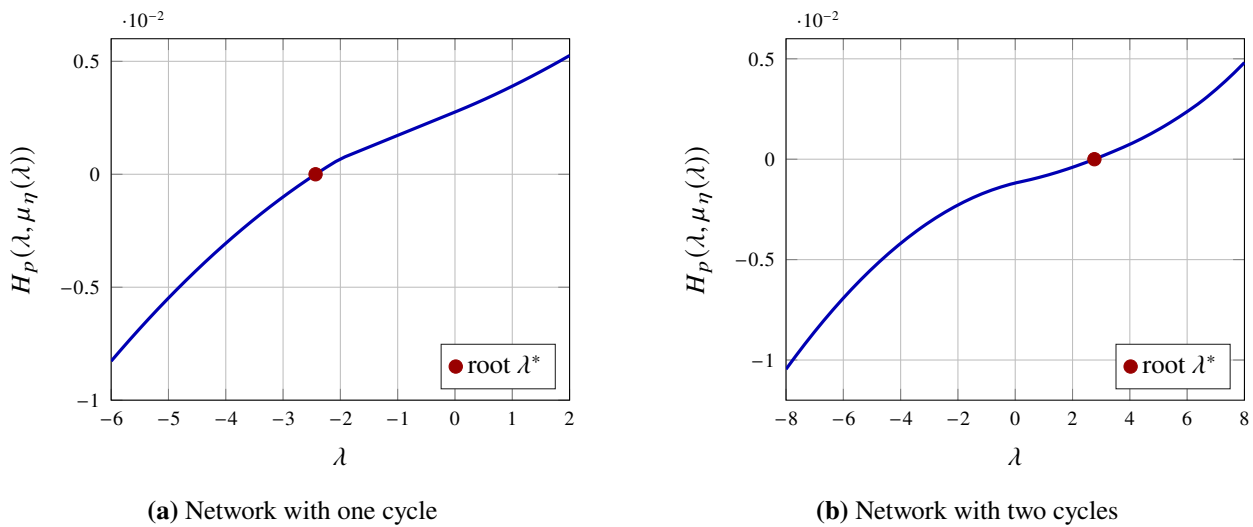 ·10⁻²
0.5
0
−0.5
−1
−6 −5 −4 −3 −2 −1 0 1 2
λ
H_p(λ, μ_η(λ))
root λ*
(a) Network with one cycle
·10⁻²
0.5
0
−0.5
−1
−8 −6 −4 −2 0 2 4 6 8
λ
H_p(λ, μ_η(λ))
root λ*
(b) Network with two cycles